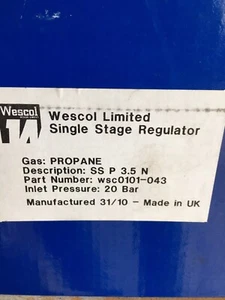 Wescol
Wescol Limited
Single Stage Regulator
Gas: PROPANE
Description: SS P 3.5 N
Part Number: wsc0101-043
Inlet Pressure: 20 Bar
Manufactured 31/10 - Made in UK